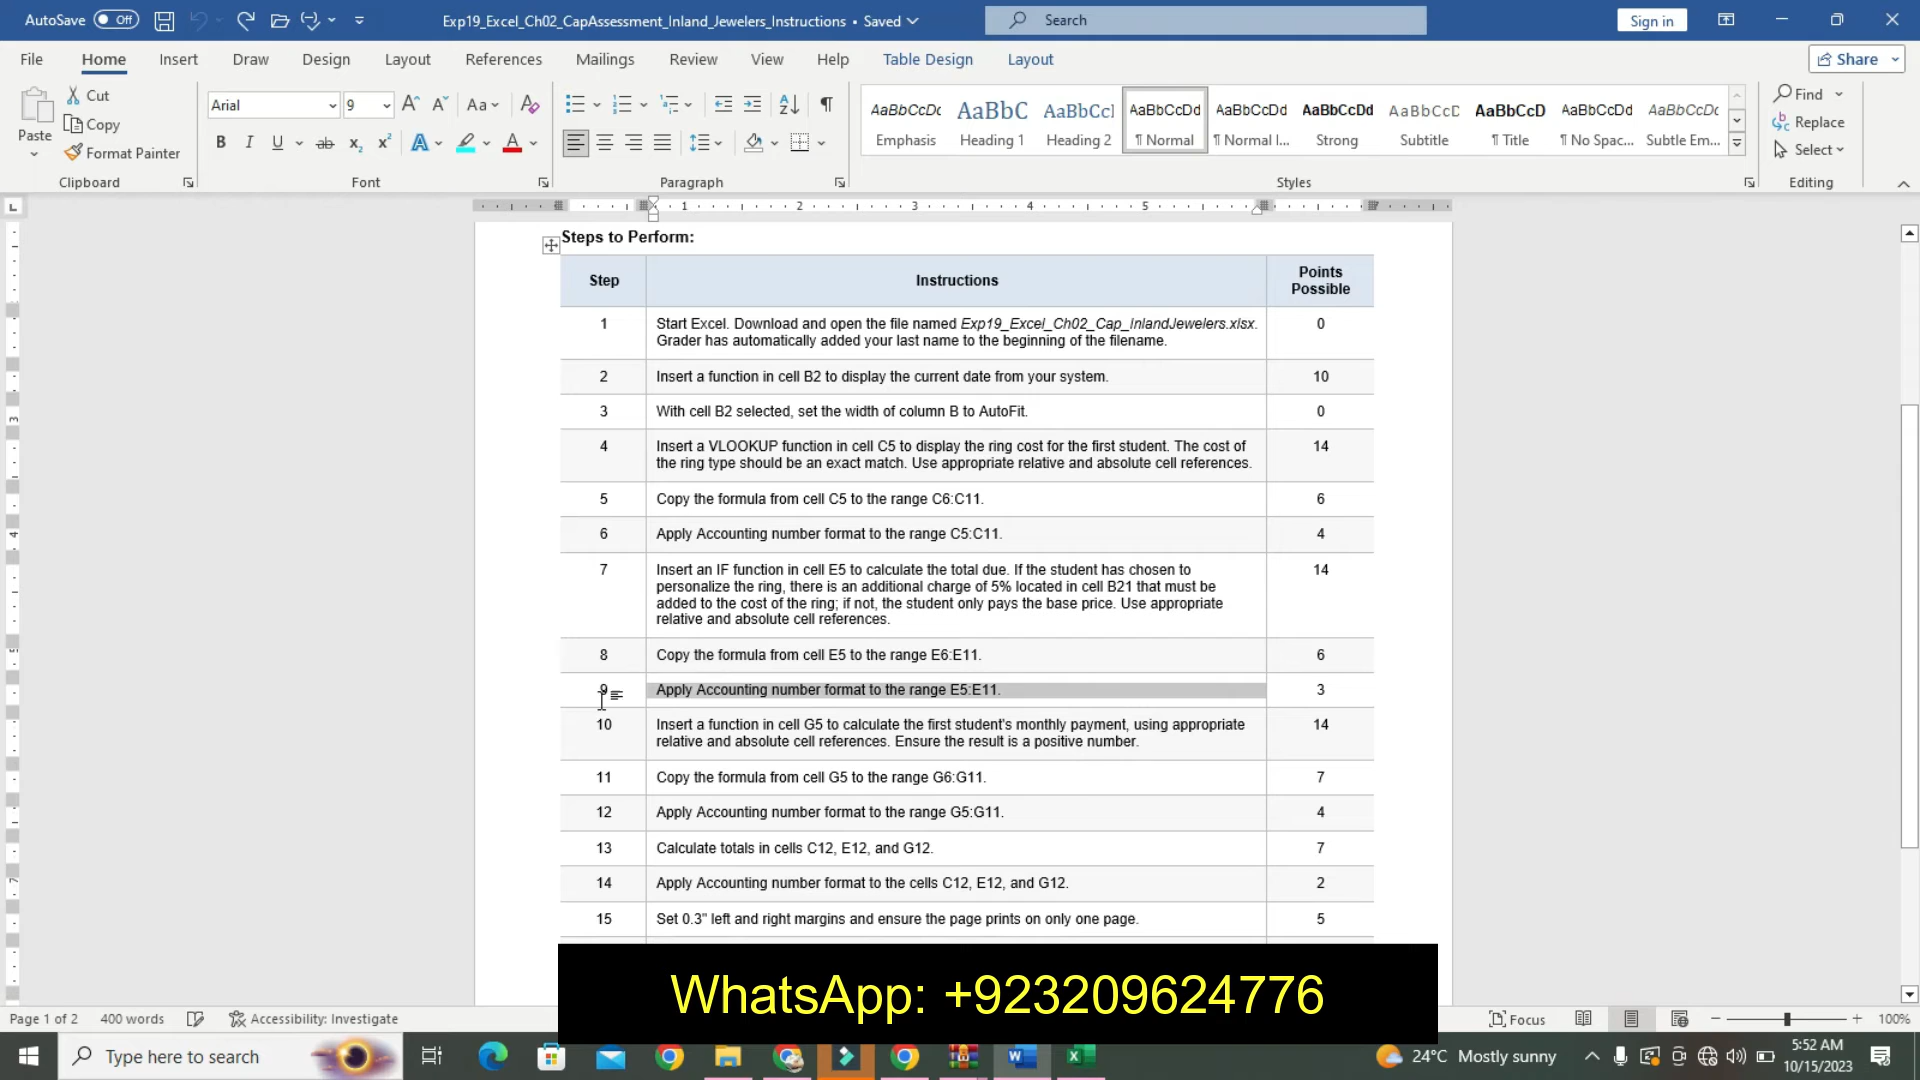 AutoSave Off
Exp19_Excel_Ch02_CapAssessment_Inland_Jewelers_Instructions • Saved
Search
Sign in
File Home Insert Draw Design Layout References Mailings Review View Help Table Design Layout
Share
Paste
Cut
Copy
Format Painter
Clipboard
Arial 9
Font
Paragraph
AaBbCcDc AaBbC AaBbCcI AaBbCcDd AaBbCcDd AaBbCcDd AaBbCcD AaBbCcD AaBbCcDd AaBbCcDc
Emphasis Heading 1 Heading 2 ¶ Normal ¶ Normal I... Strong Subtitle ¶ Title ¶ No Spac... Subtle Em...
Styles
Find
Replace
Select
Editing
1 2 3 4 5
Steps to Perform:
Step Instructions Points Possible
1 Start Excel. Download and open the file named Exp19_Excel_Ch02_Cap_InlandJewelers.xlsx. 0
Grader has automatically added your last name to the beginning of the filename.
2 Insert a function in cell B2 to display the current date from your system. 10
3 With cell B2 selected, set the width of column B to AutoFit. 0
4 Insert a VLOOKUP function in cell C5 to display the ring cost for the first student. The cost of 14
the ring type should be an exact match. Use appropriate relative and absolute cell references.
5 Copy the formula from cell C5 to the range C6:C11. 6
6 Apply Accounting number format to the range C5:C11. 4
7 Insert an IF function in cell E5 to calculate the total due. If the student has chosen to 14
personalize the ring, there is an additional charge of 5% located in cell B21 that must be
added to the cost of the ring; if not, the student only pays the base price. Use appropriate
relative and absolute cell references.
8 Copy the formula from cell E5 to the range E6:E11. 6
9 Apply Accounting number format to the range E5:E11. 3
10 Insert a function in cell G5 to calculate the first student's monthly payment, using appropriate 14
relative and absolute cell references. Ensure the result is a positive number.
11 Copy the formula from cell G5 to the range G6:G11. 7
12 Apply Accounting number format to the range G5:G11. 4
13 Calculate totals in cells C12, E12, and G12. 7
14 Apply Accounting number format to the cells C12, E12, and G12. 2
15 Set 0.3” left and right margins and ensure the page prints on only one page. 5
WhatsApp: +923209624776
Page 1 of 2 400 words Accessibility: Investigate
Focus
100%
Type here to search
24°C Mostly sunny
5:52 AM
10/15/2023